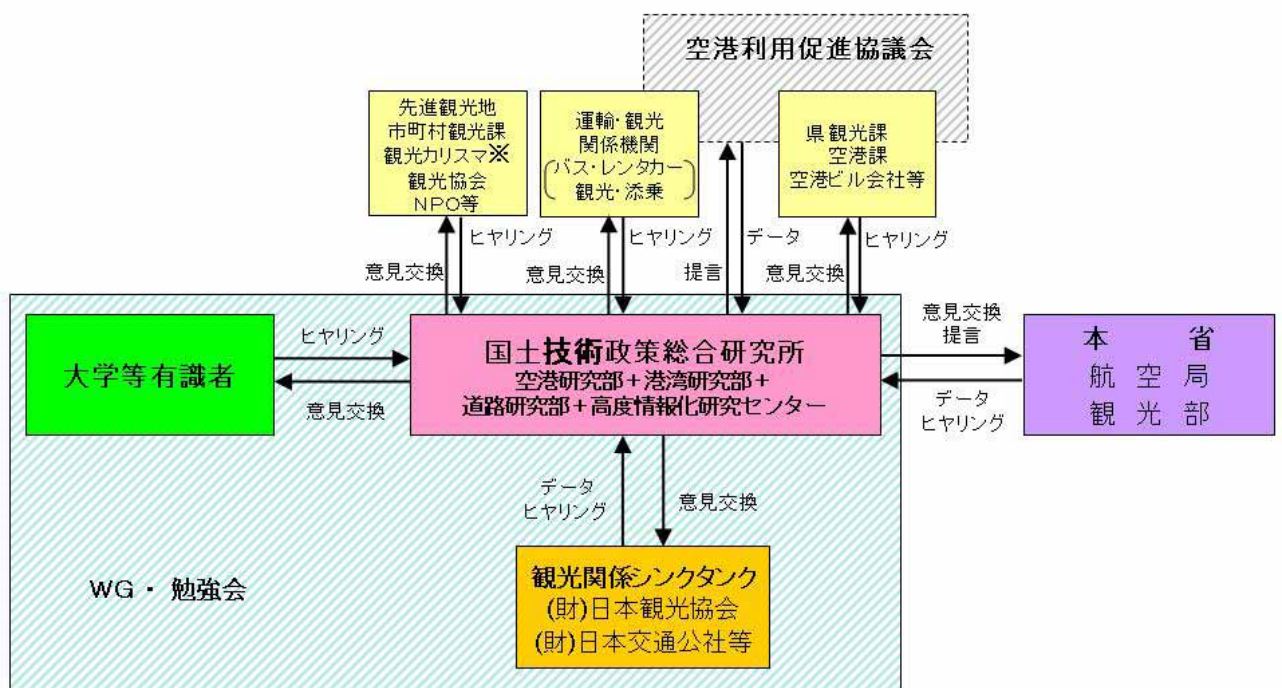 空港利用促進協議会
先進観光地
市町村観光課
観光カリスマ※
観光協会
NPO等
運輸・観光
関係機関
(バス・レンタカー
観光・添乗)
県観光課
空港課
空港ビル会社等
ヒヤリング
意見交換
ヒヤリング
意見交換
データ
提言
ヒヤリング
意見交換
大学等有識者
ヒヤリング
意見交換
国土技術政策総合研究所
空港研究部+港湾研究部+
道路研究部+高度情報化研究センター
意見交換
提言
データ
ヒヤリング
本省
航空局
観光部
データ
ヒヤリング
意見交換
観光関係シンクタンク
(財)日本観光協会
(財)日本交通公社等
WG・勉強会